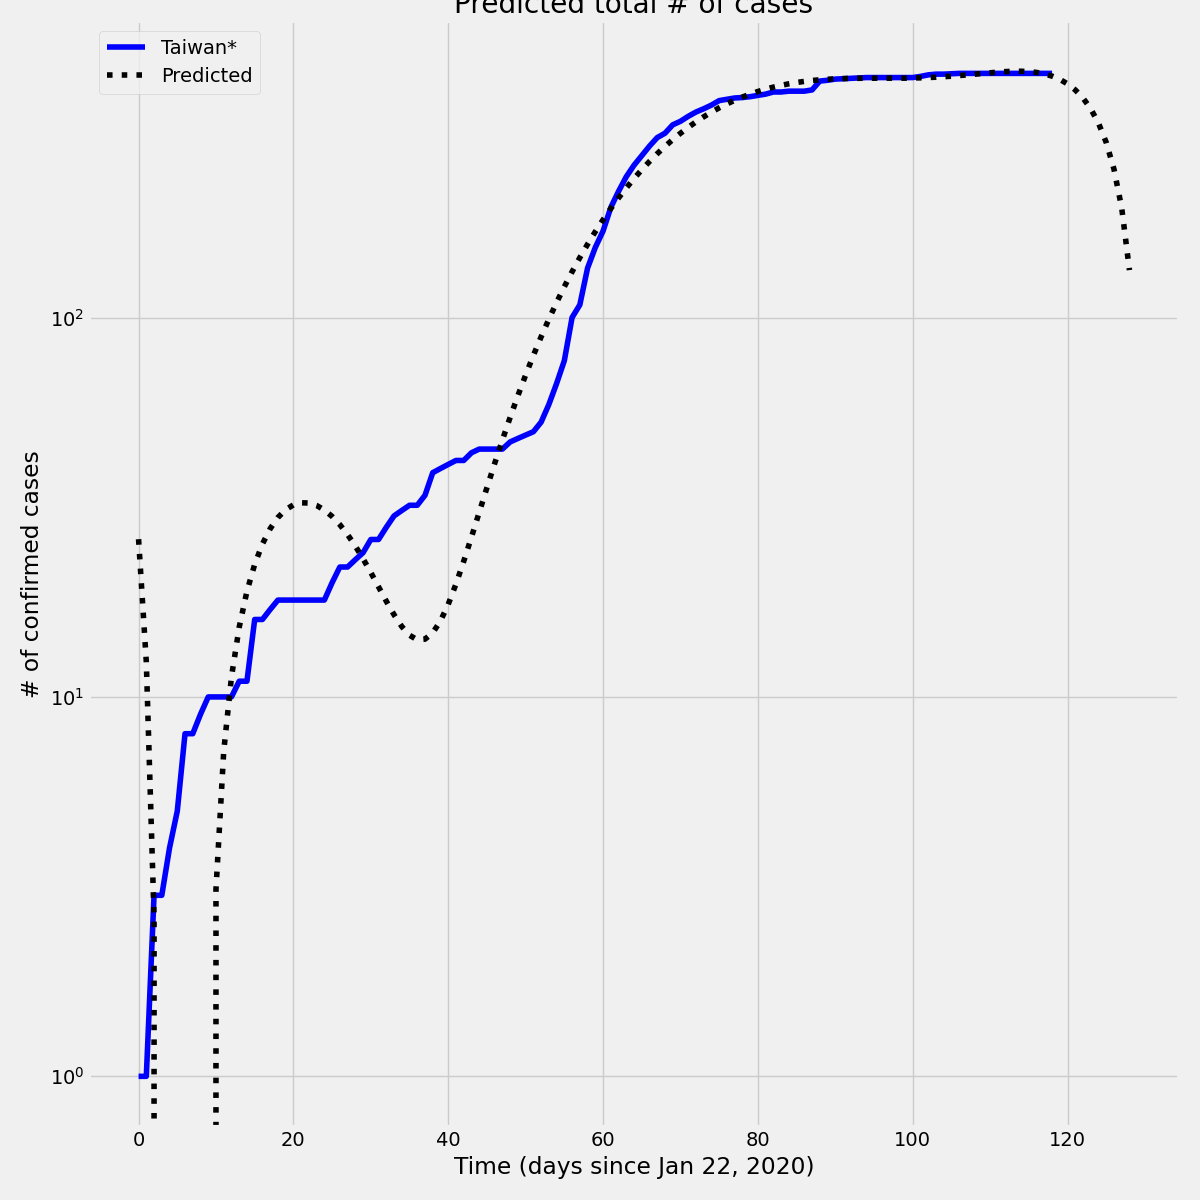 Predicted total # of cases
Taiwan*
Predicted
# of confirmed cases
10²
10¹
10⁰
0 20 40 60 80 100 120
Time (days since Jan 22, 2020)